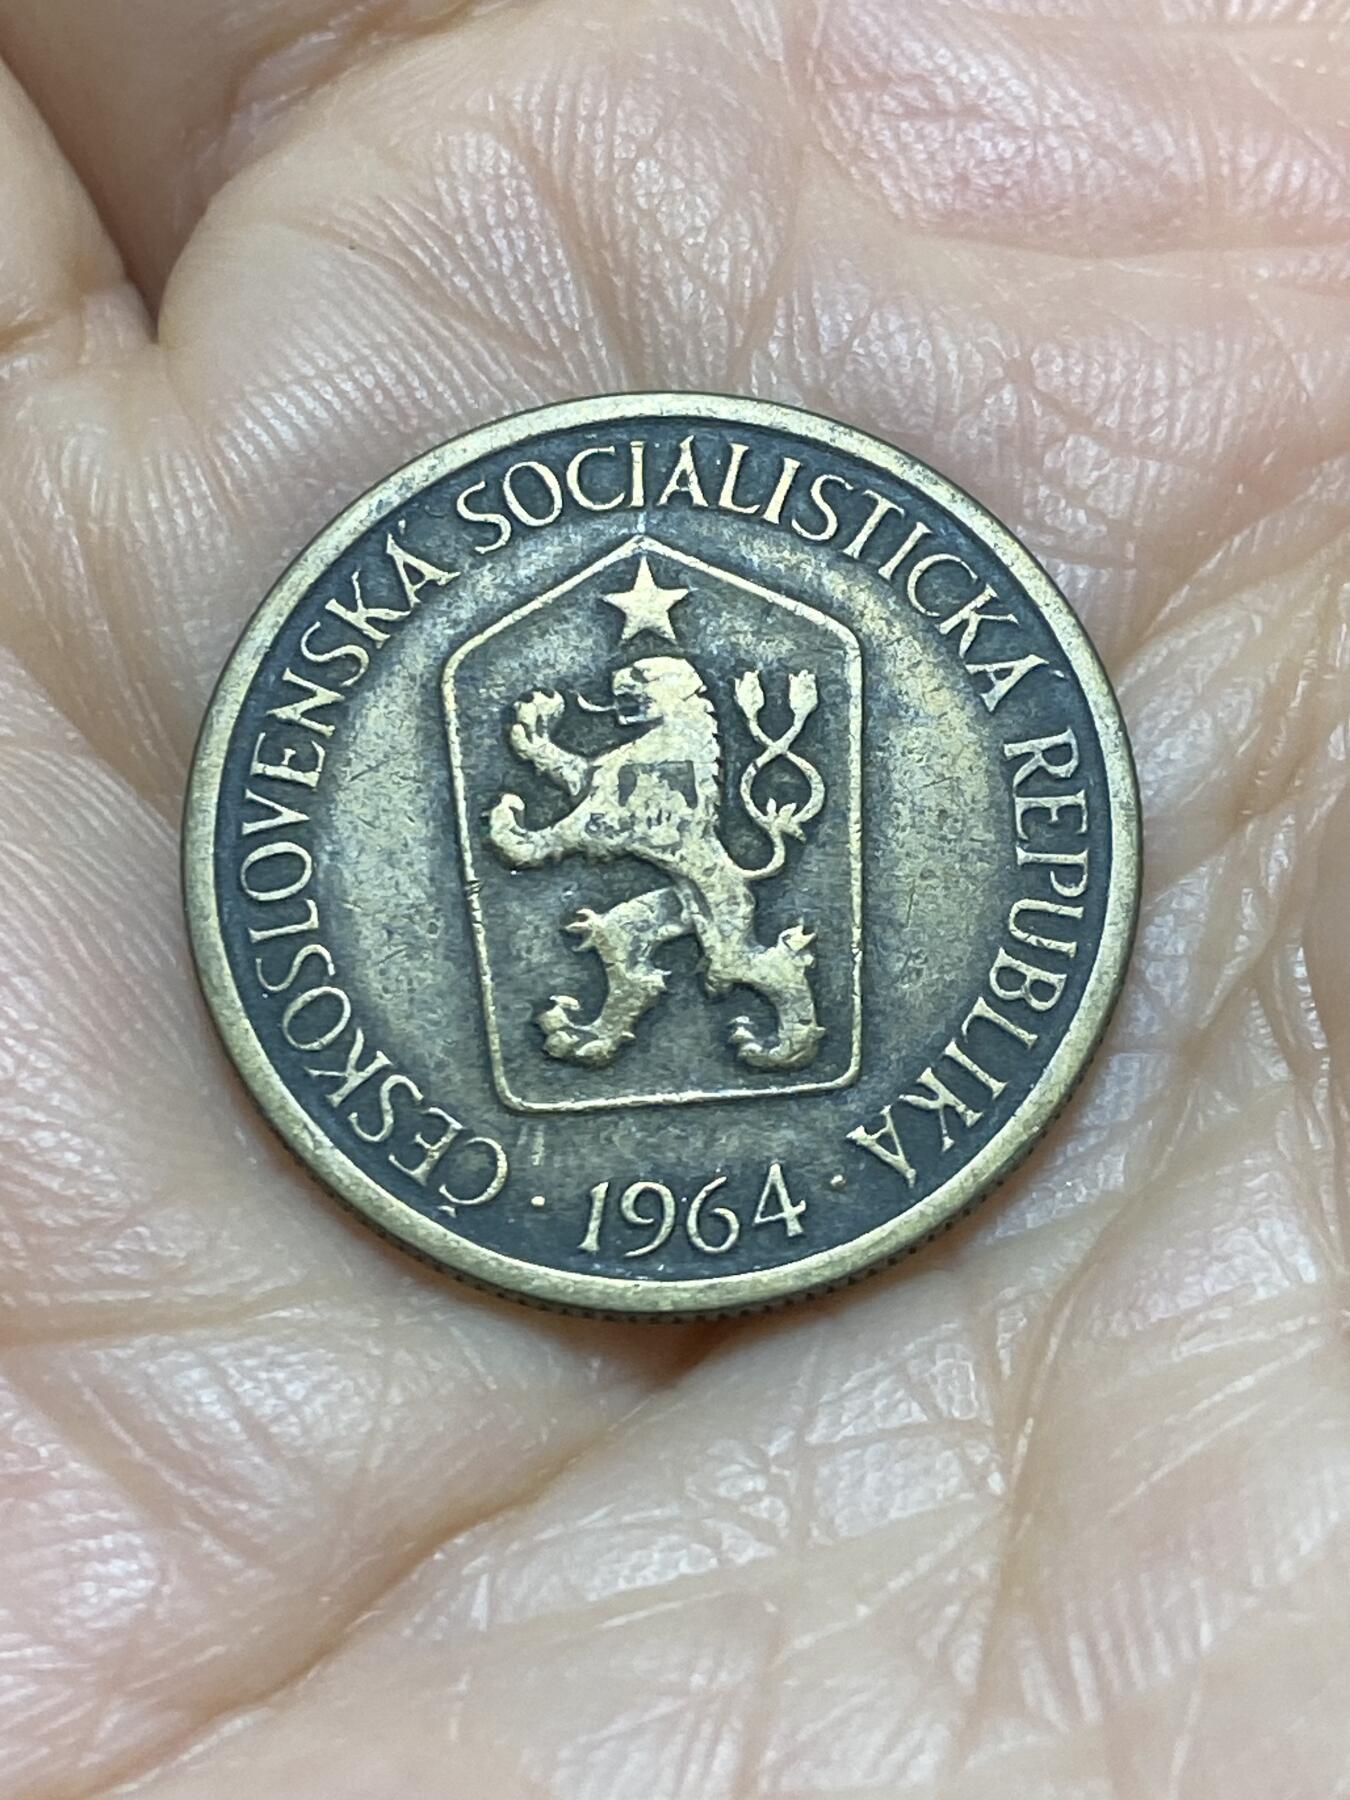 ČESKOSLOVENSKÁ SOCIALISTICKÁ REPUBLIKA
· 1964 ·